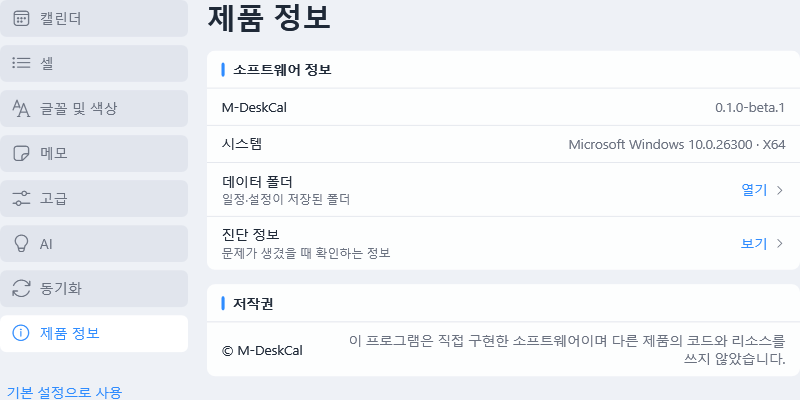 캘린더
셀
글꼴 및 색상
메모
고급
AI
동기화
제품 정보
기본 설정으로 사용
제품 정보
소프트웨어 정보
M-DeskCal 0.1.0-beta.1
시스템 Microsoft Windows 10.0.26300 · X64
데이터 폴더
일정·설정이 저장된 폴더
열기
진단 정보
문제가 생겼을 때 확인하는 정보
보기
저작권
© M-DeskCal
이 프로그램은 직접 구현한 소프트웨어이며 다른 제품의 코드와 리소스를
쓰지 않았습니다.